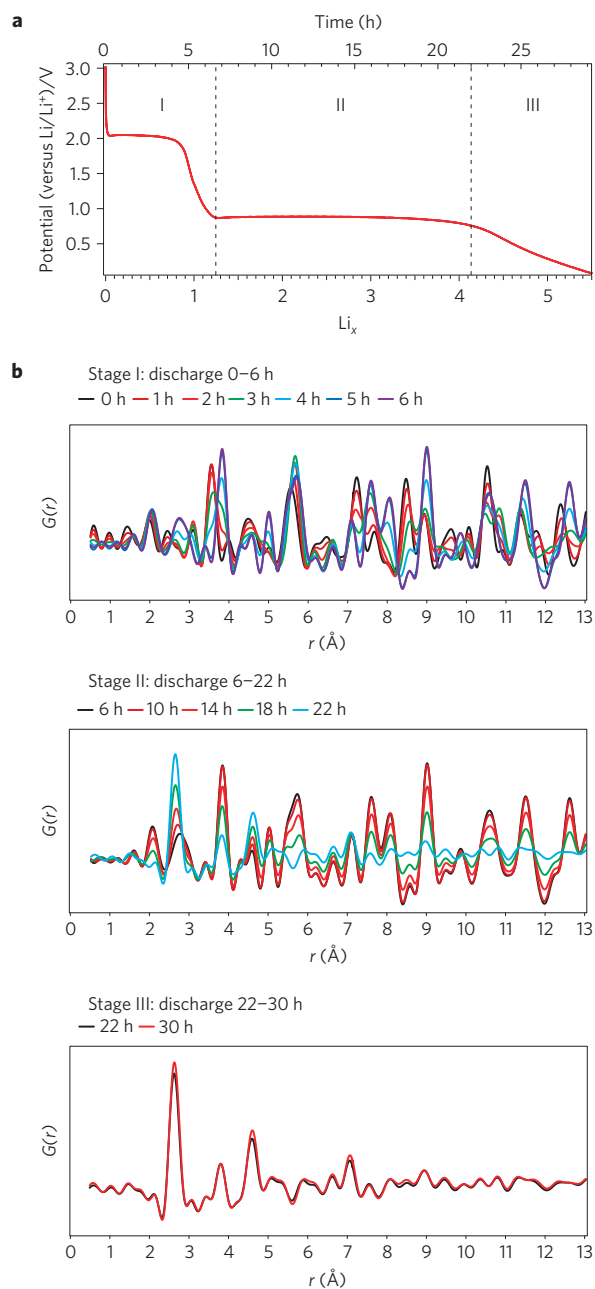 a
Time (h)
0 5 10 15 20 25
3.0
2.0
1.0
0.5
Potential (versus Li/Li⁺)/V
I II III
0 1 2 3 4 5
Liₓ
b
Stage I: discharge 0–6 h
0 h 1 h 2 h 3 h 4 h 5 h 6 h
G(r)
0 1 2 3 4 5 6 7 8 9 10 11 12 13
r (Å)
Stage II: discharge 6–22 h
6 h 10 h 14 h 18 h 22 h
G(r)
0 1 2 3 4 5 6 7 8 9 10 11 12 13
r (Å)
Stage III: discharge 22–30 h
22 h 30 h
G(r)
0 1 2 3 4 5 6 7 8 9 10 11 12 13
r (Å)